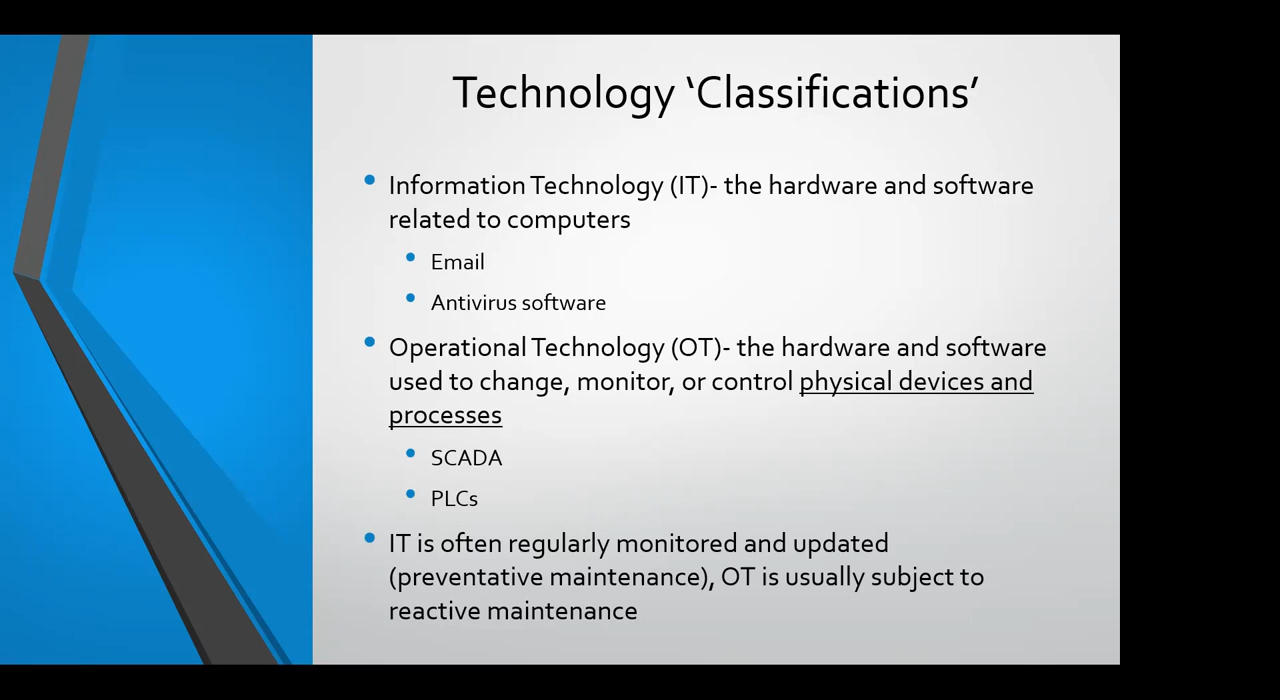 Technology ‘Classifications’
• Information Technology (IT)- the hardware and software
related to computers
• Email
• Antivirus software
• Operational Technology (OT)- the hardware and software
used to change, monitor, or control physical devices and
processes
• SCADA
• PLCs
• IT is often regularly monitored and updated
(preventative maintenance), OT is usually subject to
reactive maintenance